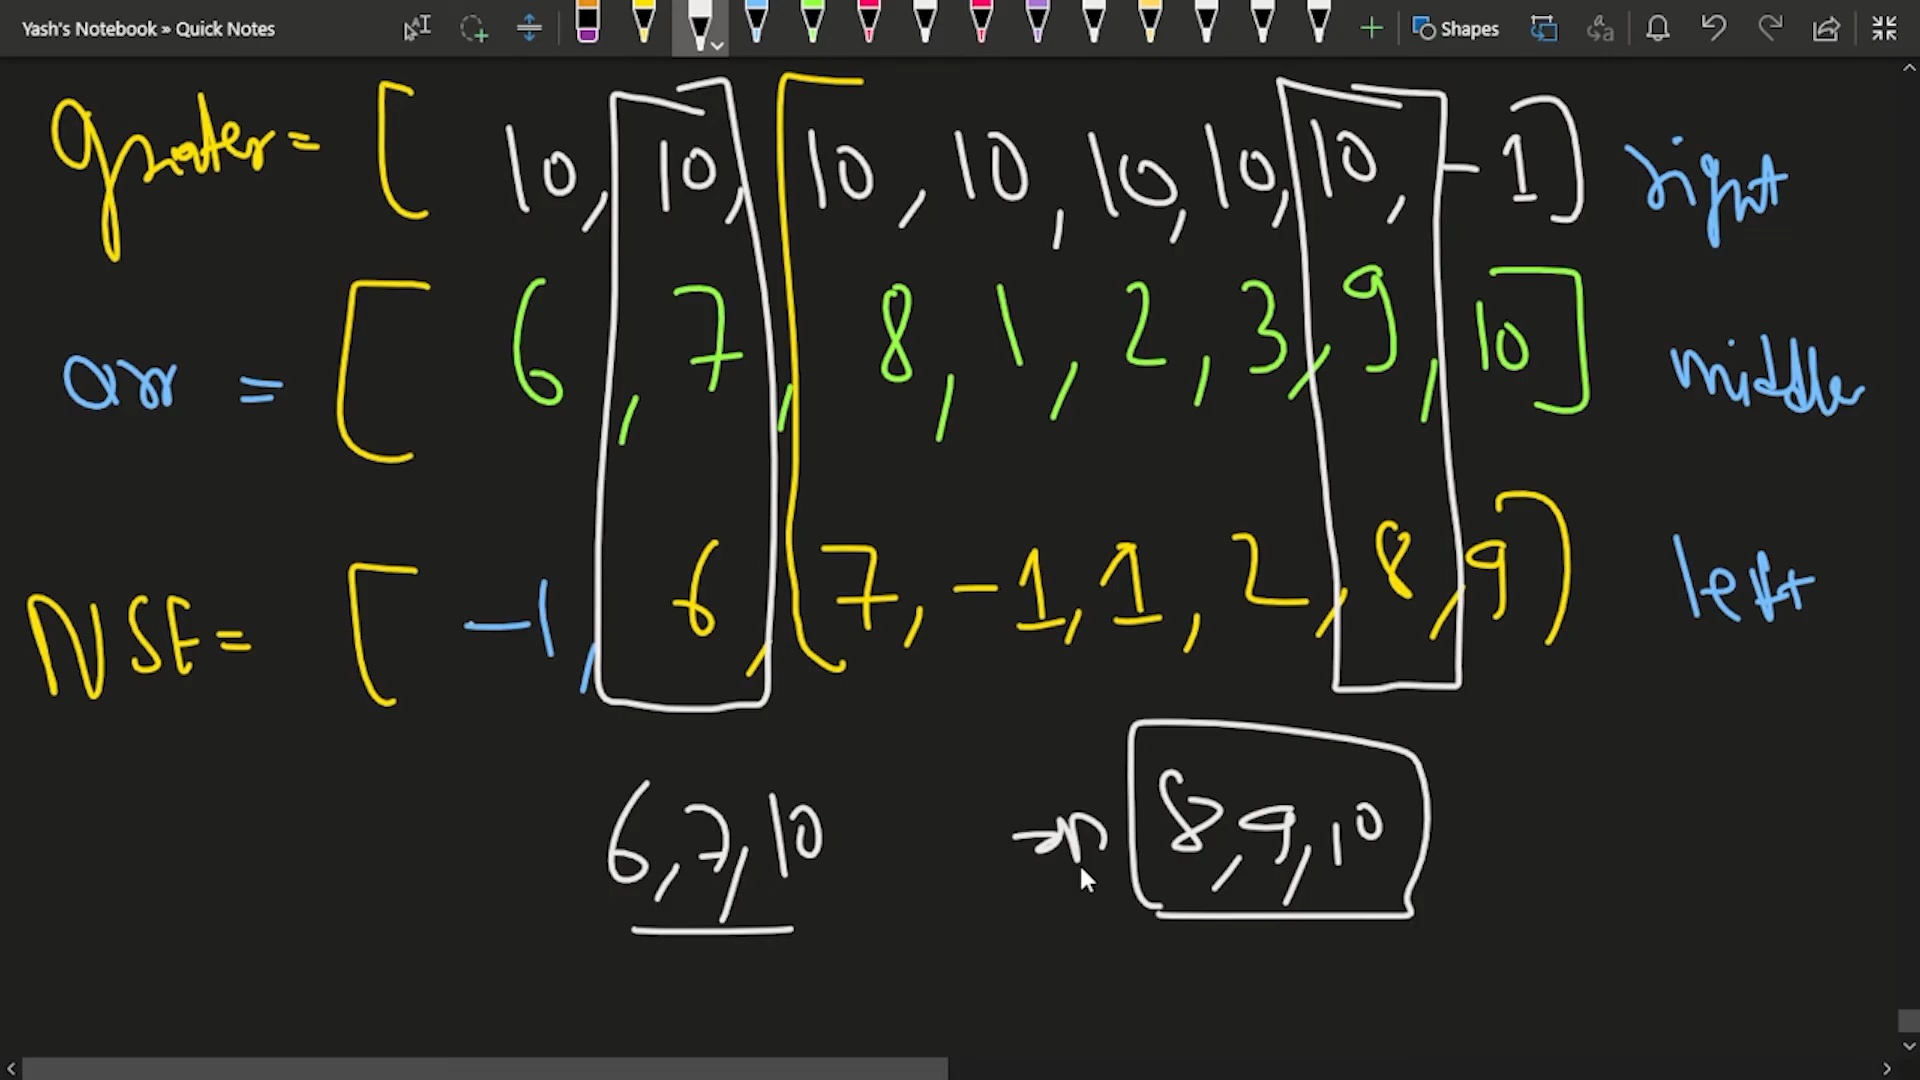 Yash's Notebook » Quick Notes
Shapes
greater = [ 10, 10, 10, 10, 10, 10, 10, -1 ] right
arr = [ 6, 7, 8, 1, 2, 3, 9, 10 ] middle
NSE = [ -1, 6, 7, -1, 1, 2, 8, 9 ] left
6, 7, 10
8, 9, 10